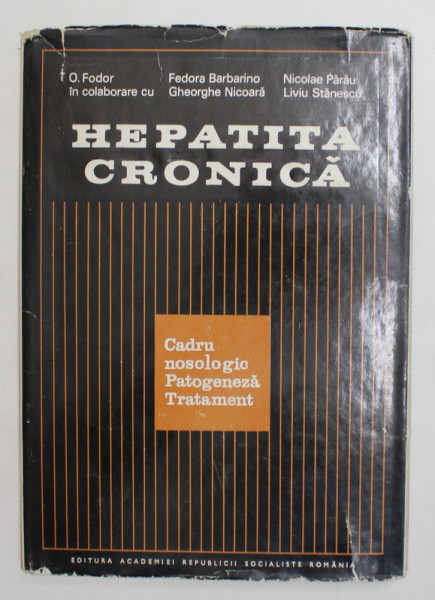 O. Fodor Fedora Barbarino Nicolae Părău
în colaborare cu Gheorghe Nicoară Liviu Stănescu
HEPATITA
CRONICĂ
Cadru
nosologic
Patogeneză
Tratament
EDITURA ACADEMIEI REPUBLICII SOCIALISTE ROMÂNIA